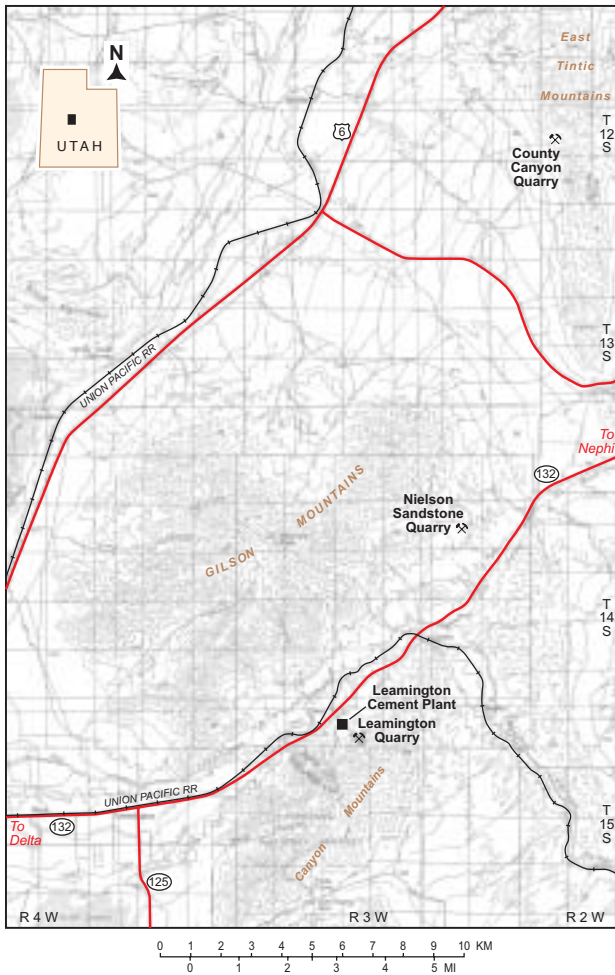 N
UTAH
East
Tintic
Mountains
T
12
S
6
County
Canyon
Quarry
T
13
S
UNION PACIFIC RR
To
Nephi
132
Nielson
Sandstone
Quarry
GILSON MOUNTAINS
T
14
S
Leamington
Cement Plant
Leamington
Quarry
Canyon Mountains
UNION PACIFIC RR
To
Delta
132
125
T
15
S
R 4 W R 3 W R 2 W
0 1 2 3 4 5 6 7 8 9 10 KM
0 1 2 3 4 5 MI